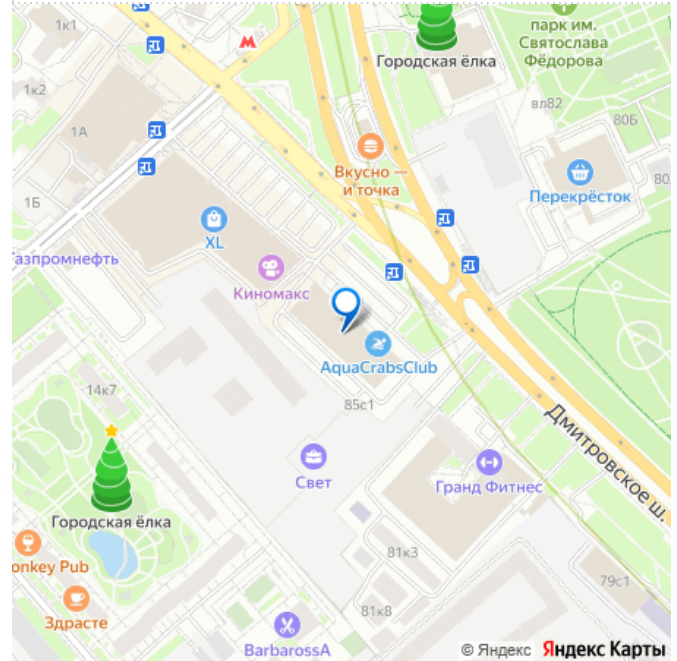 1к1
парк им.
Святослава
Фёдорова
Городская ёлка
1к2
вл82
80Б
1А
Вкусно —
и точка
Перекрёсток
80
1Б
XL
Газпромнефть
Киномакс
AquaCrabsClub
14к7
85с1
Дмитровское ш.
Свет
Гранд Фитнес
Городская ёлка
onkey Pub
81к3
79с1
Здрасте
81к8
BarbarossA
© Яндекс Яндекс Карты